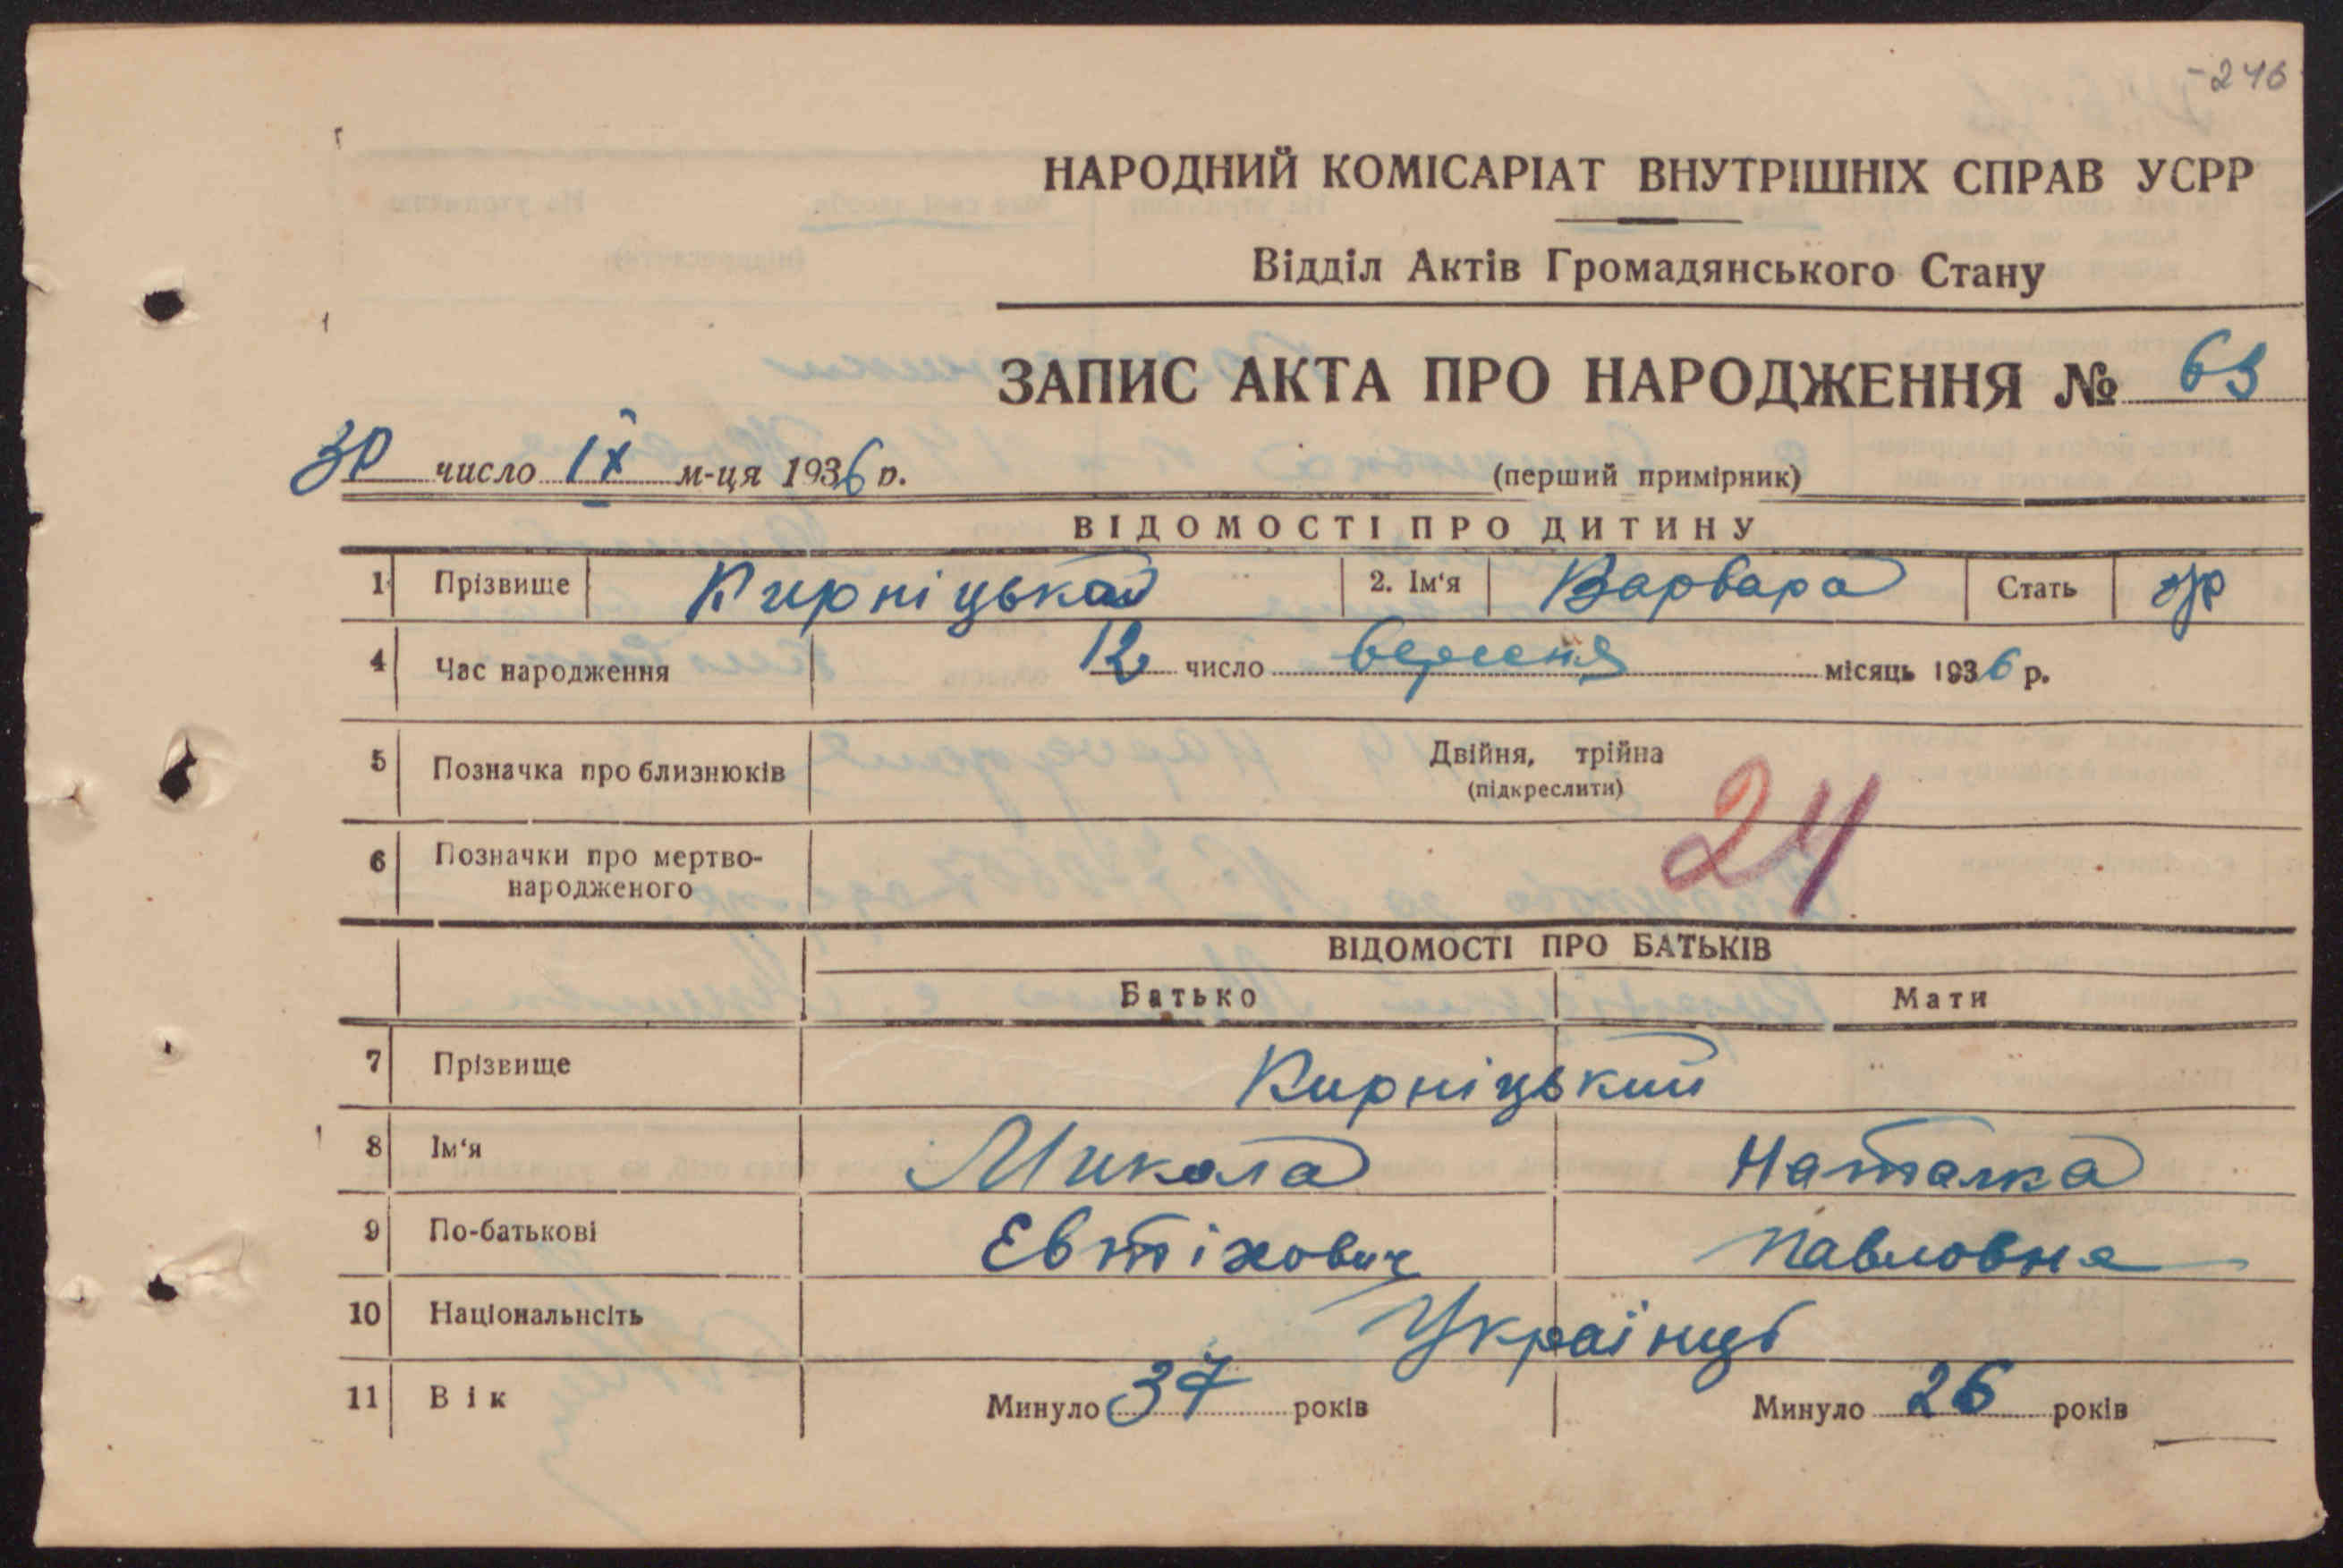 246
НАРОДНИЙ КОМІСАРІАТ ВНУТРІШНІХ СПРАВ УСРР
Відділ Актів Громадянського Стану
ЗАПИС АКТА ПРО НАРОДЖЕННЯ № 63
30 число IX м-ця 1936 р. (перший примірник)
ВІДОМОСТІ ПРО ДИТИНУ
1 Прізвище Кирніцька 2. Ім'я Варвара Стать
4 Час народження 12 число вересня місяць 1936 р.
5 Позначка про близнюків Двійня, трійна
(підкреслити)
24
6 Позначки про мертво-
народженого
ВІДОМОСТІ ПРО БАТЬКІВ
Батько Мати
7 Прізвище Кирніцький
8 Ім'я Микола Наталка
9 По-батькові Евтіхович Павловна
10 Національнсіть Українці
11 Вік Минуло 37 років Минуло 26 років